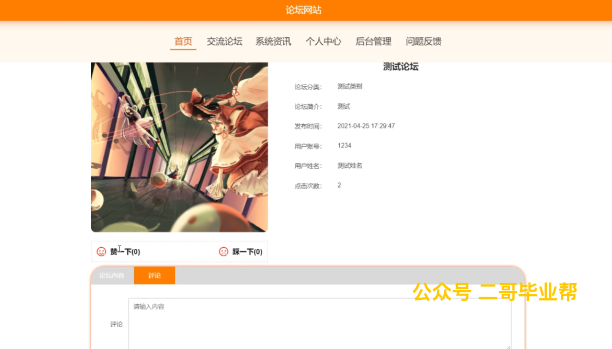 论坛网站
首页 交流论坛 系统资讯 个人中心 后台管理 问题反馈
测试论坛
论坛分类: 测试类别
论坛简介: 测试
发布时间: 2021-04-25 17:29:47
用户账号: 1234
用户姓名: 测试姓名
点击次数: 2
赞一下(0) 踩一下(0)
论坛内容 评论
公众号 二哥毕业帮
请输入内容
评论